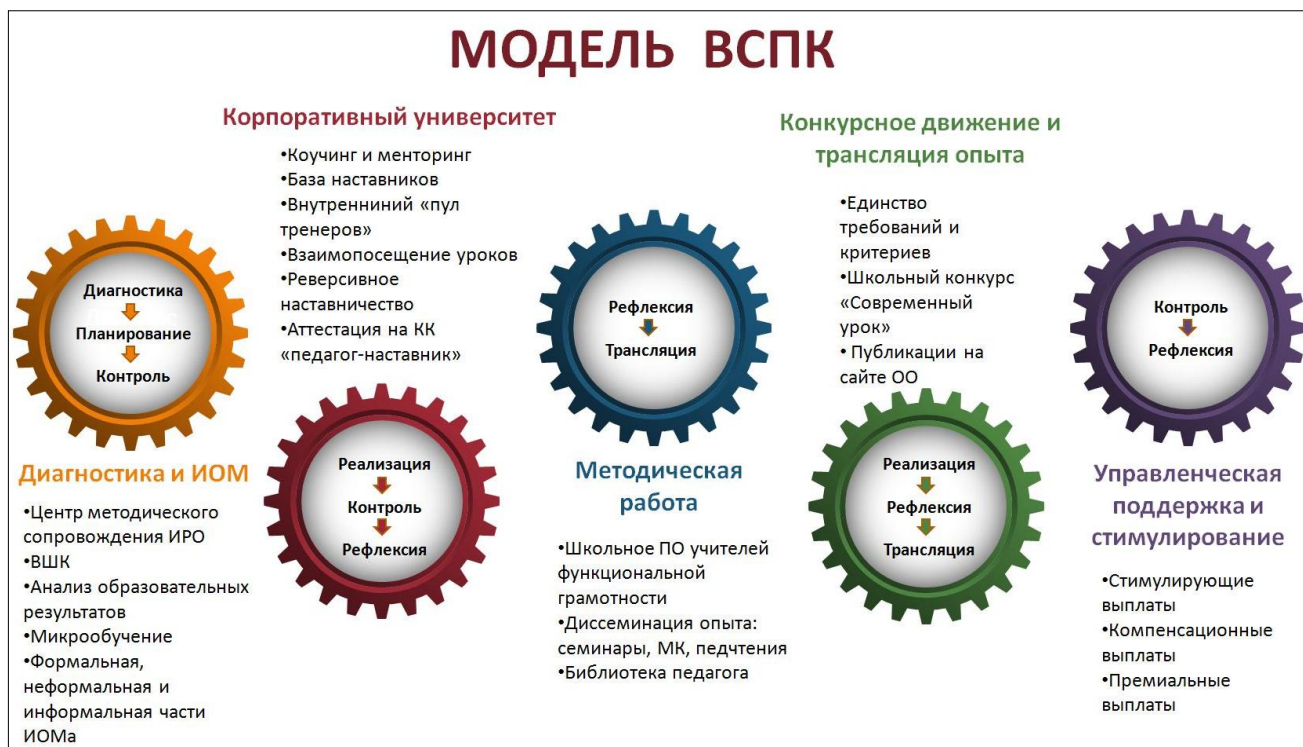 МОДЕЛЬ ВСПК
Корпоративный университет
•Коучинг и менторинг
•База наставников
•Внутренниний «пул
тренеров»
•Взаимопосещение уроков
•Реверсивное
наставничество
•Аттестация на КК
«педагог-наставник»
Конкурсное движение и
трансляция опыта
•Единство
требований и
критериев
•Школьный конкурс
«Современный
урок»
• Публикации на
сайте ОО
Диагностика
Планирование
Контроль
Диагностика и ИОМ
•Центр методического
сопровождения ИРО
•ВШК
•Анализ образовательных
результатов
•Микрообучение
•Формальная,
неформальная и
информальная части
ИОМа
Реализация
Контроль
Рефлексия
Рефлексия
Трансляция
Методическая
работа
•Школьное ПО учителей
функциональной
грамотности
•Диссеминация опыта:
семинары, МК, педчтения
•Библиотека педагога
Реализация
Рефлексия
Трансляция
Контроль
Рефлексия
Управленческая
поддержка и
стимулирование
•Стимулирующие
выплаты
•Компенсационные
выплаты
•Премиальные
выплаты